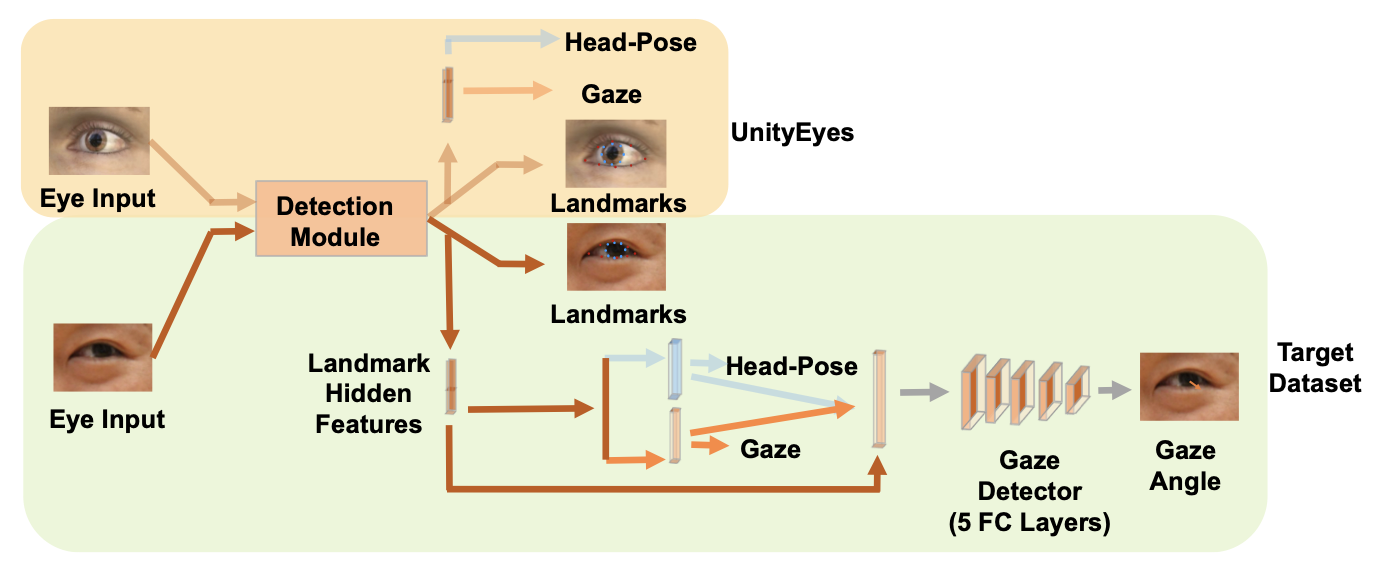 Head-Pose
Gaze
UnityEyes
Eye Input
Landmarks
Detection
Module
Landmarks
Eye Input
Landmark
Hidden
Features
Head-Pose
Gaze
Gaze
Detector
(5 FC Layers)
Gaze
Angle
Target
Dataset